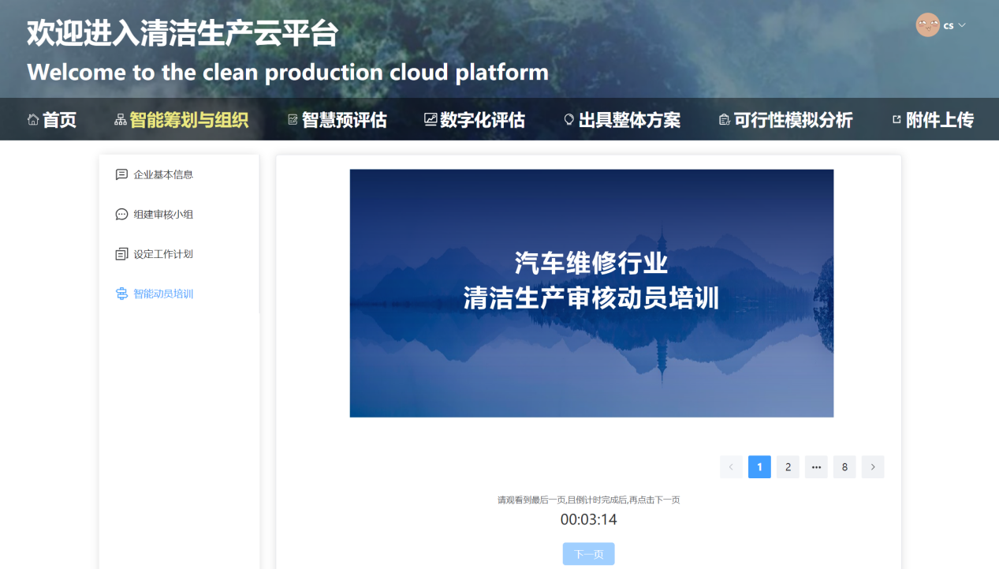 欢迎进入清洁生产云平台
cs
Welcome to the clean production cloud platform
首页 智能筹划与组织 智慧预评估 数字化评估 出具整体方案 可行性模拟分析 附件上传
企业基本信息
组建审核小组
设定工作计划
智能动员培训
汽车维修行业
清洁生产审核动员培训
1 2 ••• 8
请观看到最后一页,且倒计时完成后,再点击下一页
00:03:14
下一页